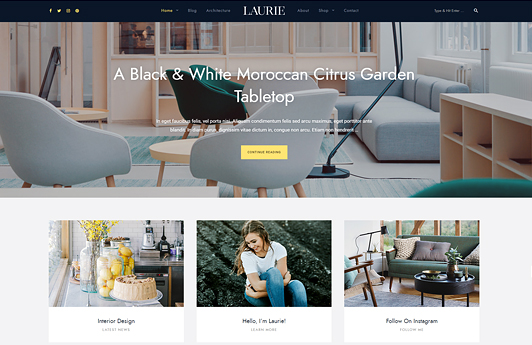 Home Blog Architecture LAURIE About Shop Contact Type & Hit Enter ...
A Black & White Moroccan Citrus Garden
Tabletop
In eget faucibus felis, vel porta nisl. Aliquam condimentum felis sed arcu maximus, eget porttitor ante
blandit. In diam purus, dignissim vitae dictum in, congue non arcu. Etiam non hendrerit ...
CONTINUE READING
Interior Design Hello, I'm Laurie! Follow On Instagram
LATEST NEWS LEARN MORE FOLLOW ME